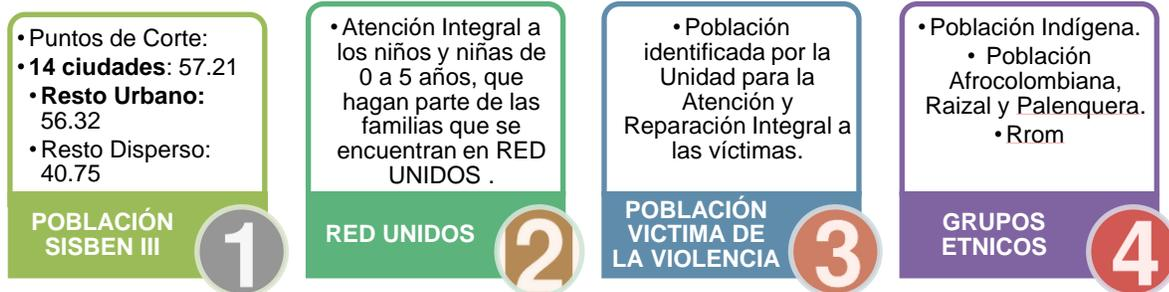 •Puntos de Corte:
•14 ciudades: 57.21
•Resto Urbano:
56.32
•Resto Disperso:
40.75
POBLACIÓN
SISBEN III
1
•Atención Integral a
los niños y niñas de
0 a 5 años, que
hagan parte de las
familias que se
encuentran en RED
UNIDOS .
RED UNIDOS
2
•Población
identificada por la
Unidad para la
Atención y
Reparación Integral a
las víctimas.
POBLACIÓN
VICTIMA DE
LA VIOLENCIA
3
•Población Indígena.
• Población
Afrocolombiana,
Raizal y Palenquera.
•Rrom
GRUPOS
ETNICOS
4